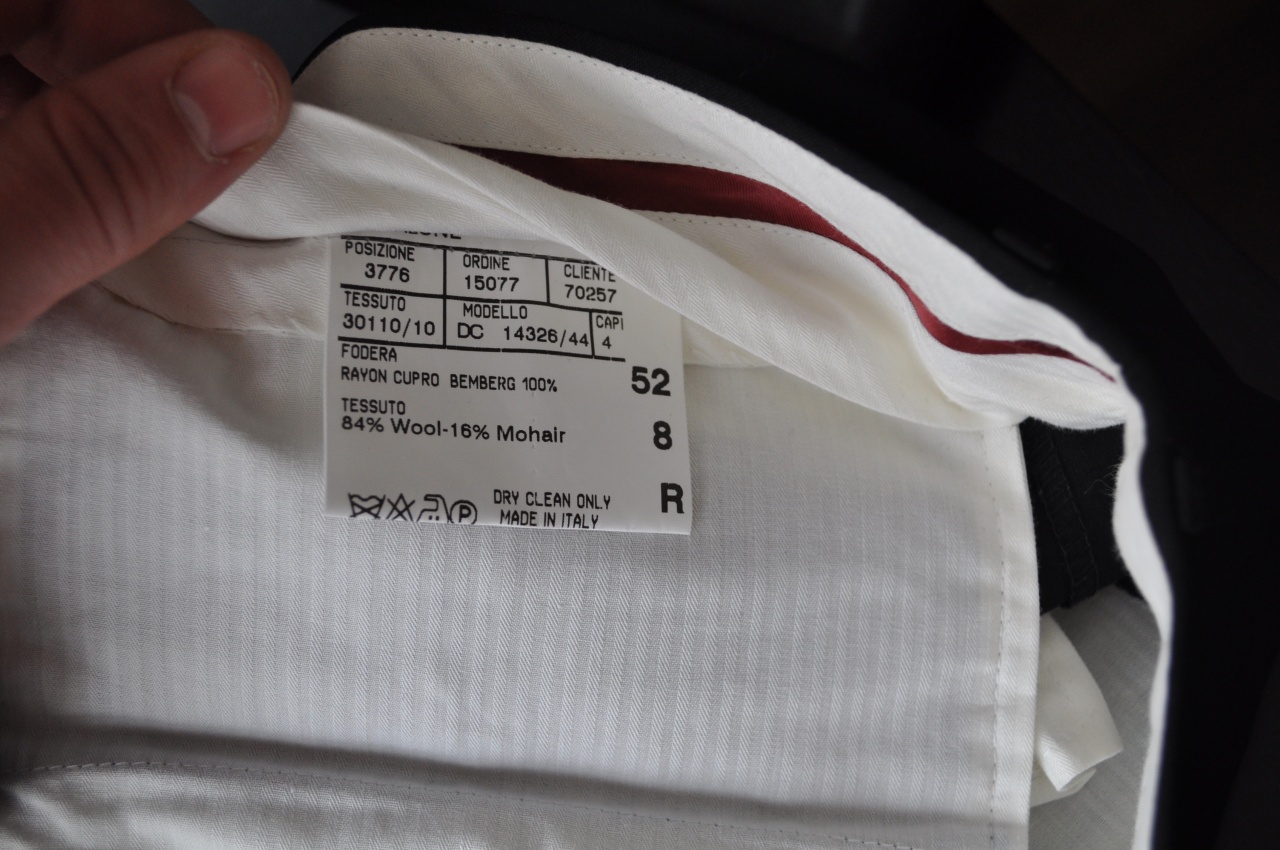 POSIZIONE ORDINE CLIENTE
3776 15077 70257
TESSUTO MODELLO CAPI
30110/10 DC 14326/44 4
FODERA
RAYON CUPRO BEMBERG 100% 52
TESSUTO
84% Wool-16% Mohair 8
P DRY CLEAN ONLY R
MADE IN ITALY